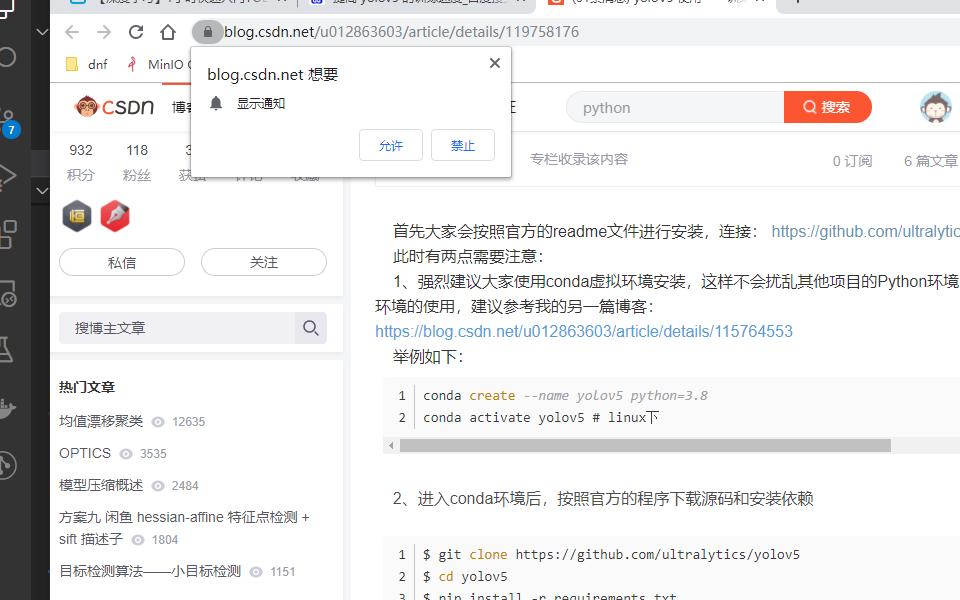 blog.csdn.net/u012863603/article/details/119758176
dnf
MinIO
blog.csdn.net 想要
显示通知
允许
禁止
7
CSDN
python
搜索
932
118
积分
粉丝
专栏收录该内容
0 订阅
6 篇文章
私信
关注
搜博主文章
热门文章
均值漂移聚类 12635
OPTICS 3535
模型压缩概述 2484
方案九 闲鱼 hessian-affine 特征点检测 +
sift 描述子 1804
目标检测算法——小目标检测 1151
首先大家会按照官方的readme文件进行安装，连接： https://github.com/ultralytics
此时有两点需要注意：
1、强烈建议大家使用conda虚拟环境安装，这样不会扰乱其他项目的Python环境
环境的使用，建议参考我的另一篇博客：
https://blog.csdn.net/u012863603/article/details/115764553
举例如下：
1 conda create --name yolov5 python=3.8
2 conda activate yolov5 # linux下
2、进入conda环境后，按照官方的程序下载源码和安装依赖
1 $ git clone https://github.com/ultralytics/yolov5
2 $ cd yolov5
3 $ pip install -r requirements.txt